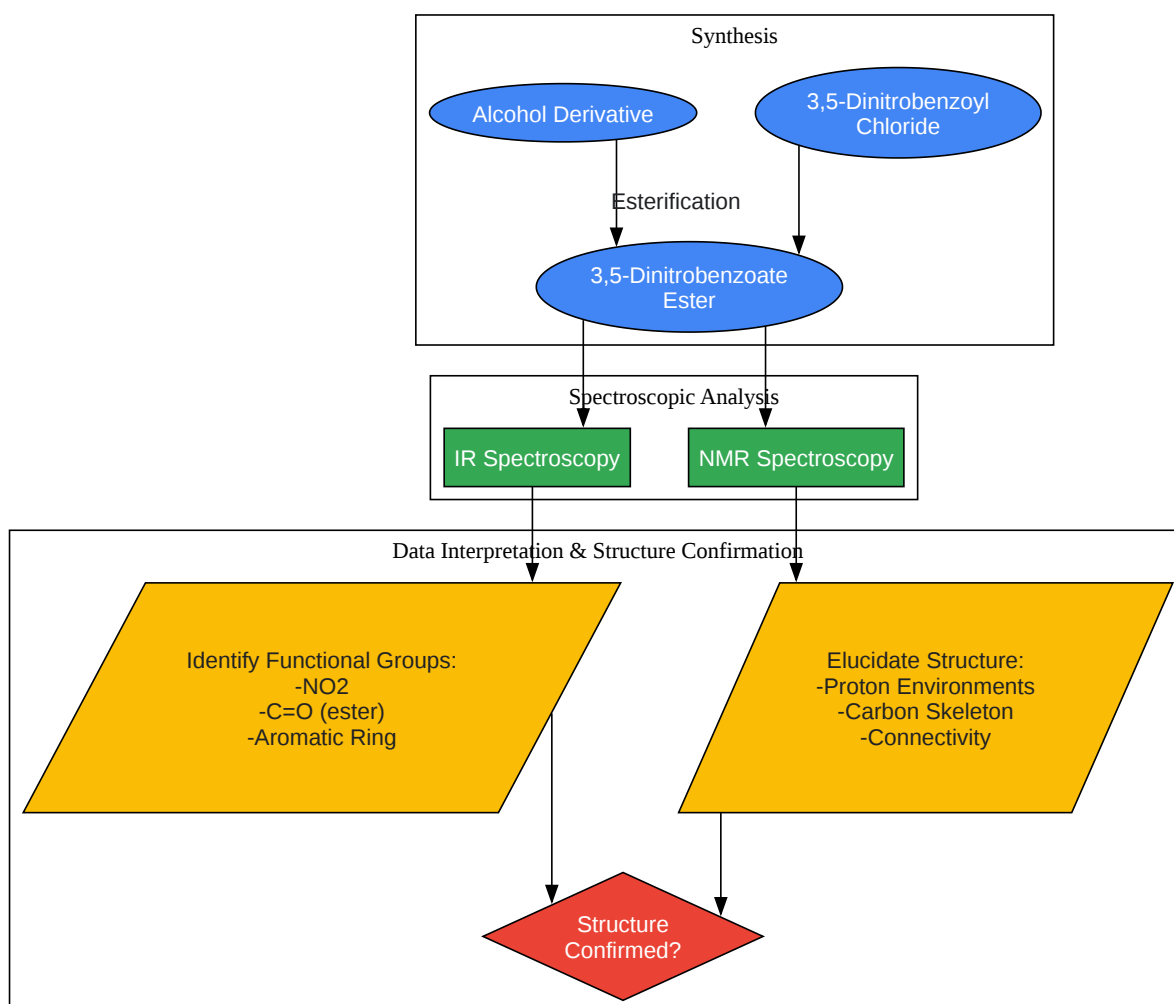 Synthesis
Alcohol Derivative
3,5-Dinitrobenzoyl
Chloride
Esterification
3,5-Dinitrobenzoate
Ester
Spectroscopic Analysis
IR Spectroscopy
NMR Spectroscopy
Data Interpretation & Structure Confirmation
Identify Functional Groups:
-NO2
-C=O (ester)
-Aromatic Ring
Elucidate Structure:
-Proton Environments
-Carbon Skeleton
-Connectivity
Structure
Confirmed?